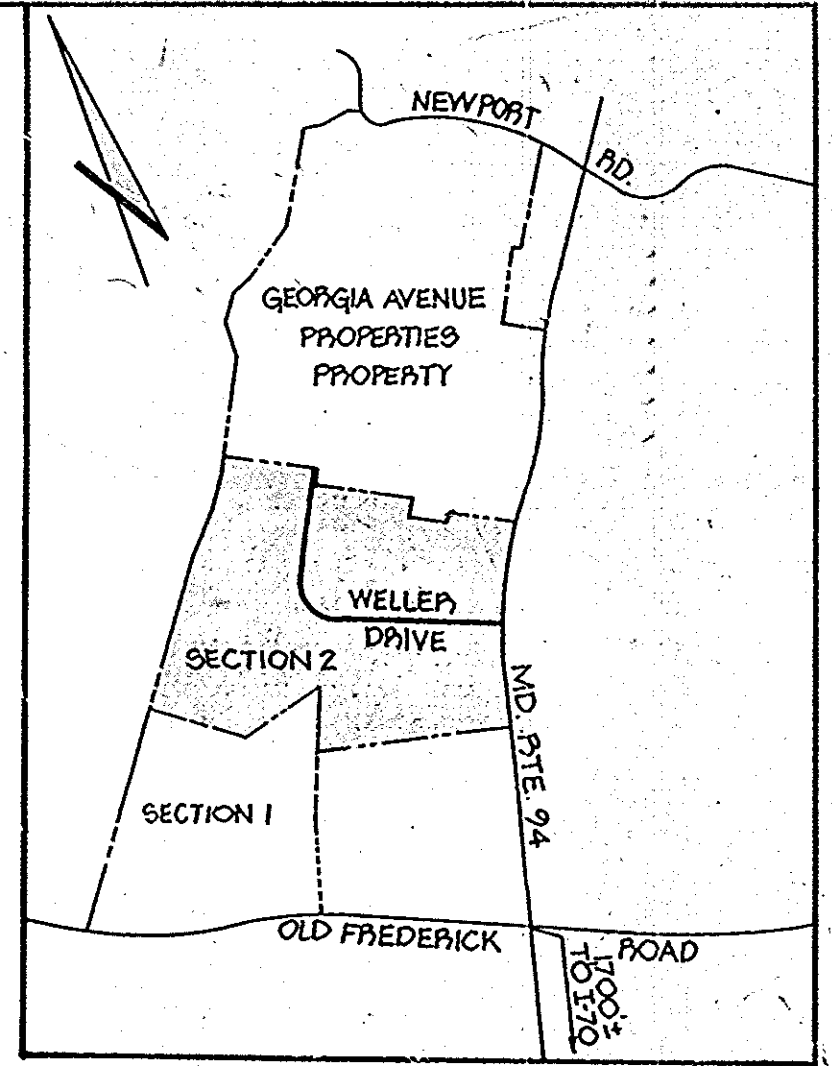 NEWPORT
RD.
GEORGIA AVENUE
PROPERTIES
PROPERTY
WELLER
DRIVE
SECTION 2
MD. RTE. 94
SECTION 1
OLD FREDERICK
ROAD
1700'±
TO I-70